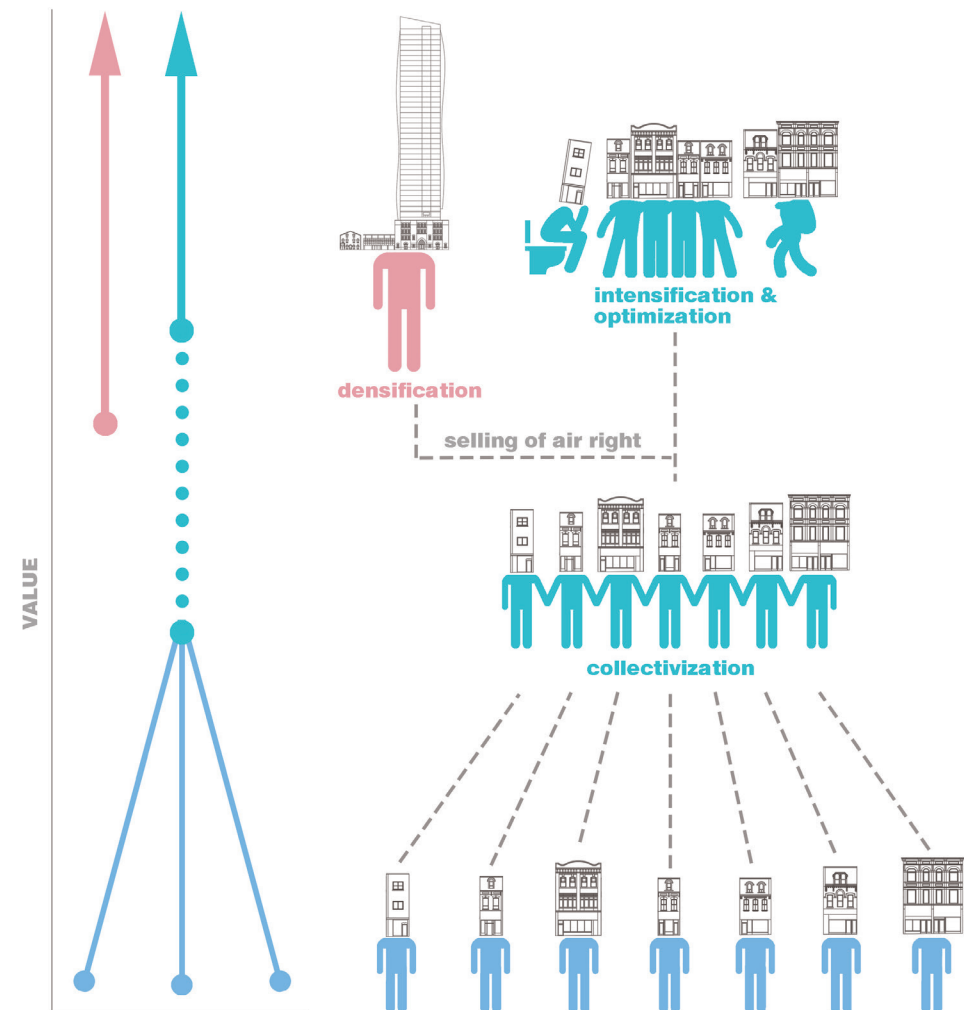 intensification &
optimization
densification
selling of air right
VALUE
collectivization